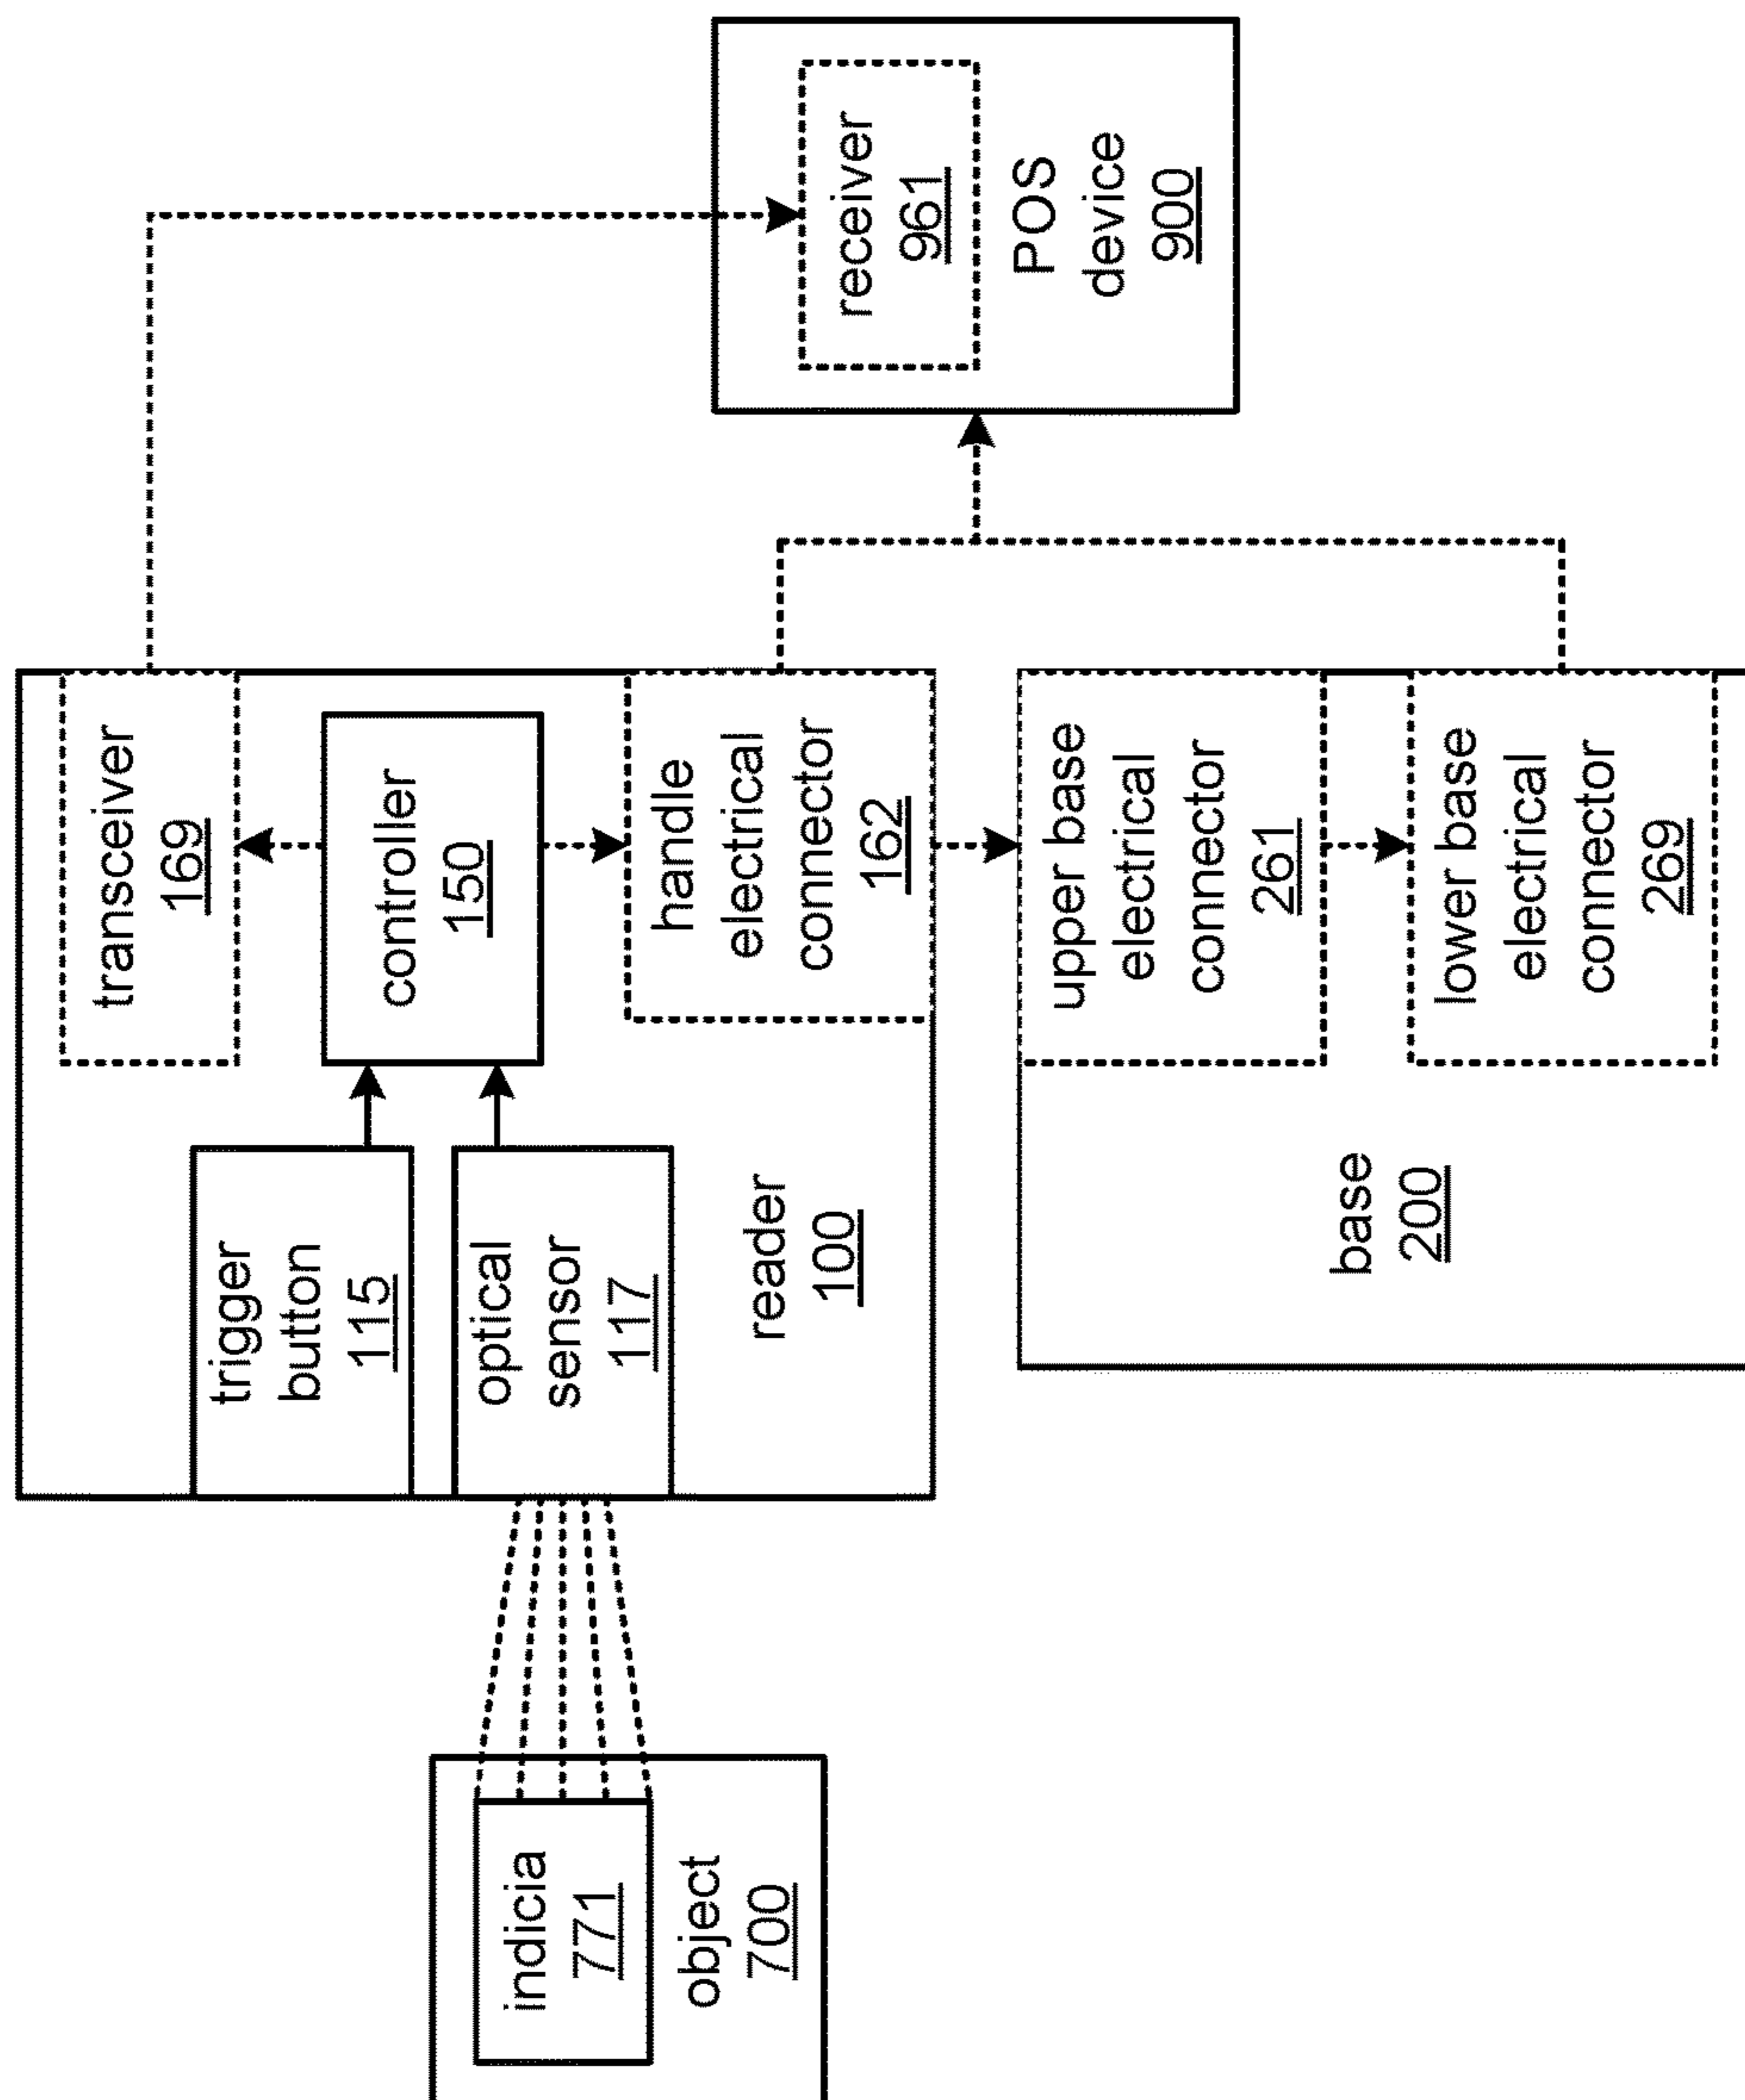 indicia
771
object
700
trigger
button
115
optical
sensor
117
reader
100
transceiver
169
controller
150
handle
electrical
connector
162
base
200
upper base
electrical
connector
261
lower base
electrical
connector
269
receiver
961
POS
device
900